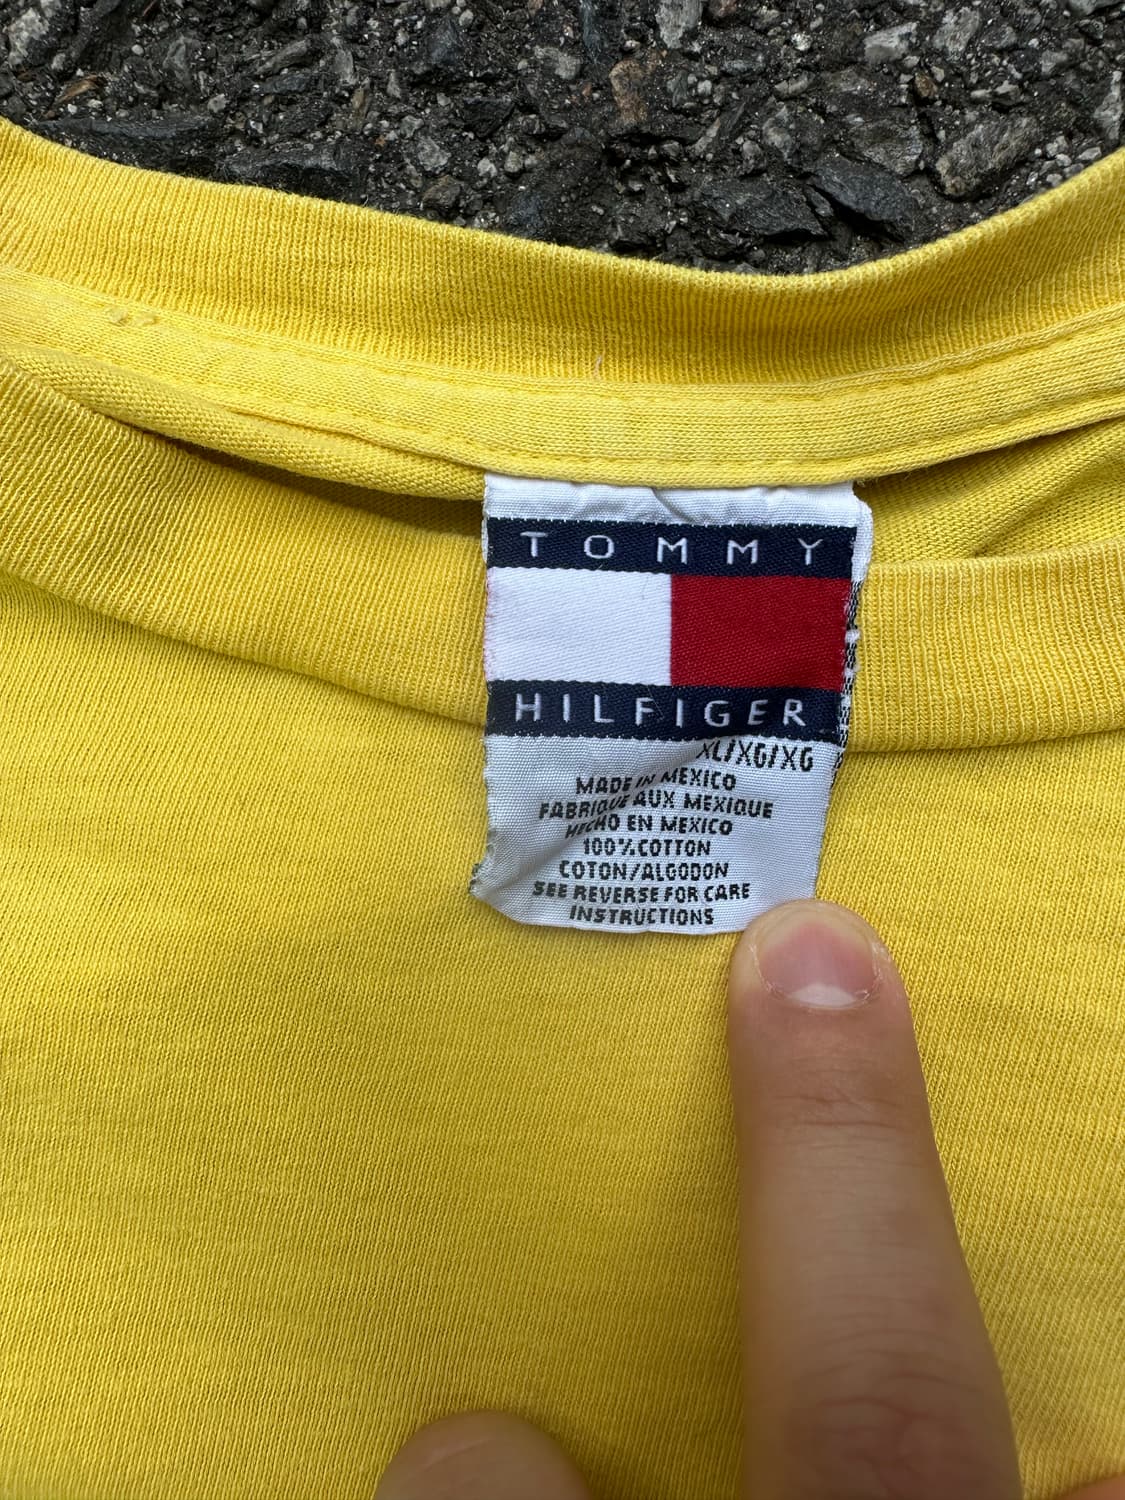 TOMMY
HILFIGER
XL/XG/XG
MADE IN MEXICO
FABRIQUE AUX MEXIQUE
HECHO EN MEXICO
100% COTTON
COTON/ALGODON
SEE REVERSE FOR CARE
INSTRUCTIONS